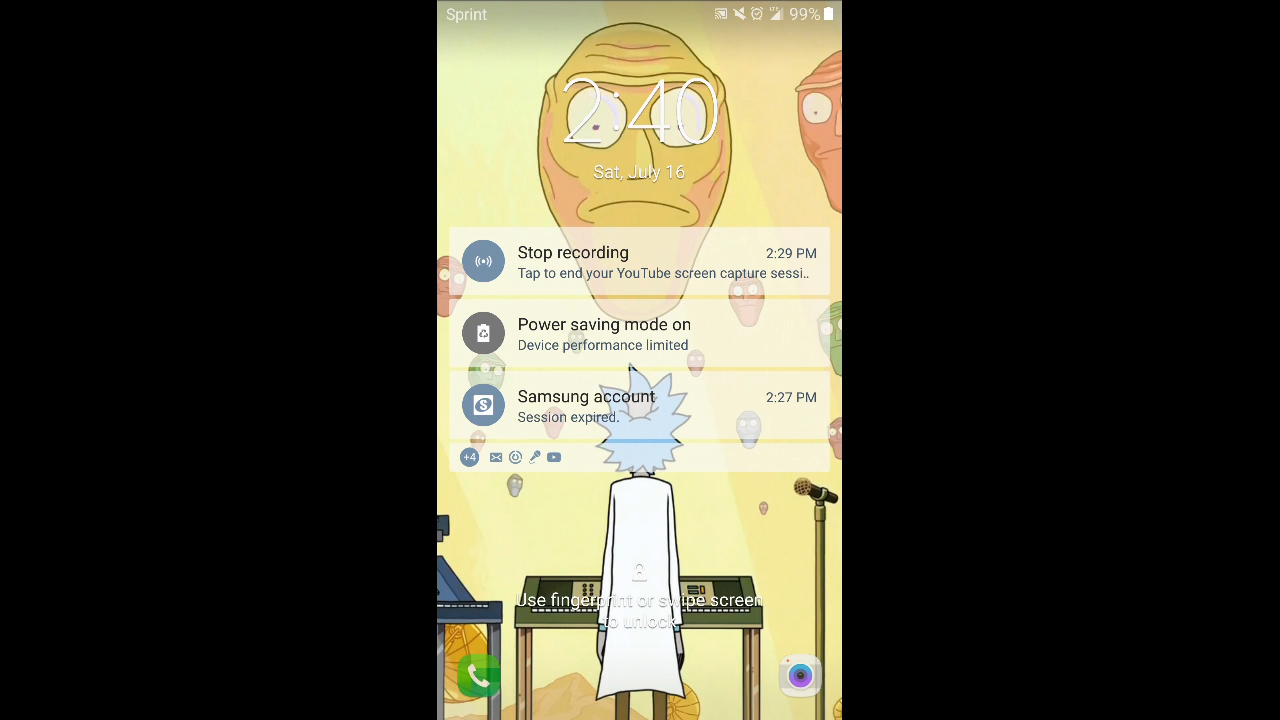 Sprint
LTE
99%
2:40
Sat, July 16
Stop recording
2:29 PM
Tap to end your YouTube screen capture sessi..
Power saving mode on
Device performance limited
Samsung account
2:27 PM
Session expired.
+4
Use fingerprint or swipe screen
to unlock